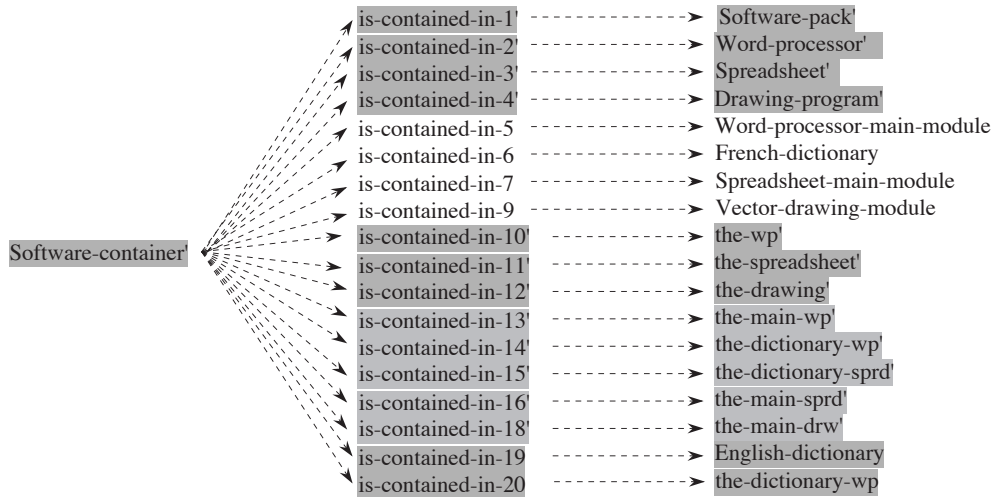 is-contained-in-1' Software-pack'
is-contained-in-2' Word-processor'
is-contained-in-3' Spreadsheet'
is-contained-in-4' Drawing-program'
is-contained-in-5 Word-processor-main-module
is-contained-in-6 French-dictionary
is-contained-in-7 Spreadsheet-main-module
is-contained-in-9 Vector-drawing-module
is-contained-in-10' the-wp'
Software-container'
is-contained-in-11' the-spreadsheet'
is-contained-in-12' the-drawing'
is-contained-in-13' the-main-wp'
is-contained-in-14' the-dictionary-wp'
is-contained-in-15' the-dictionary-sprd'
is-contained-in-16' the-main-sprd'
is-contained-in-18' the-main-drw'
is-contained-in-19 English-dictionary
is-contained-in-20 the-dictionary-wp